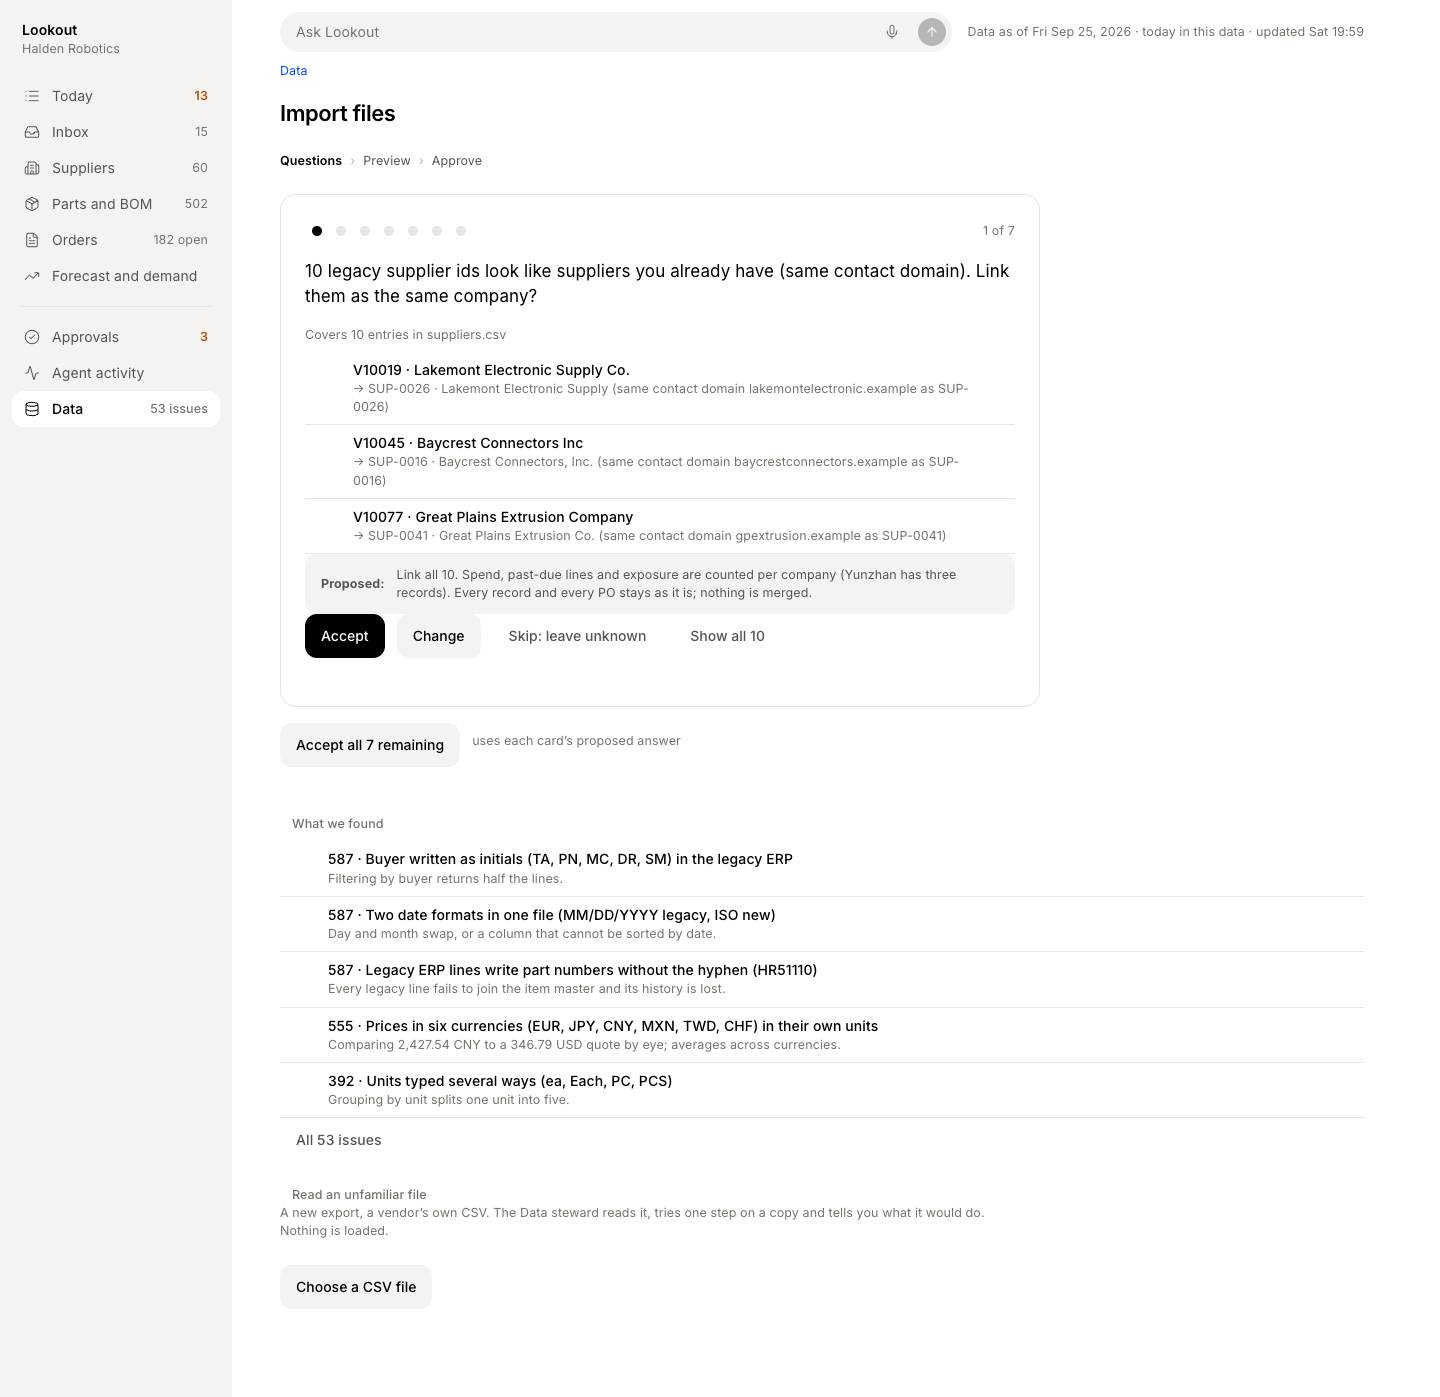 Lookout
Halden Robotics
Today 13
Inbox 15
Suppliers 60
Parts and BOM 502
Orders 182 open
Forecast and demand
Approvals 3
Agent activity
Data 53 issues
Ask Lookout
Data as of Fri Sep 25, 2026 · today in this data · updated Sat 19:59
Data
Import files
Questions › Preview › Approve
1 of 7
10 legacy supplier ids look like suppliers you already have (same contact domain). Link
them as the same company?
Covers 10 entries in suppliers.csv
V10019 · Lakemont Electronic Supply Co.
→ SUP-0026 · Lakemont Electronic Supply (same contact domain lakemontelectronic.example as SUP-
0026)
V10045 · Baycrest Connectors Inc
→ SUP-0016 · Baycrest Connectors, Inc. (same contact domain baycrestconnectors.example as SUP-
0016)
V10077 · Great Plains Extrusion Company
→ SUP-0041 · Great Plains Extrusion Co. (same contact domain gpextrusion.example as SUP-0041)
Proposed: Link all 10. Spend, past-due lines and exposure are counted per company (Yunzhan has three
records). Every record and every PO stays as it is; nothing is merged.
Accept Change Skip: leave unknown Show all 10
Accept all 7 remaining uses each card’s proposed answer
What we found
587 · Buyer written as initials (TA, PN, MC, DR, SM) in the legacy ERP
Filtering by buyer returns half the lines.
587 · Two date formats in one file (MM/DD/YYYY legacy, ISO new)
Day and month swap, or a column that cannot be sorted by date.
587 · Legacy ERP lines write part numbers without the hyphen (HR51110)
Every legacy line fails to join the item master and its history is lost.
555 · Prices in six currencies (EUR, JPY, CNY, MXN, TWD, CHF) in their own units
Comparing 2,427.54 CNY to a 346.79 USD quote by eye; averages across currencies.
392 · Units typed several ways (ea, Each, PC, PCS)
Grouping by unit splits one unit into five.
All 53 issues
Read an unfamiliar file
A new export, a vendor’s own CSV. The Data steward reads it, tries one step on a copy and tells you what it would do.
Nothing is loaded.
Choose a CSV file